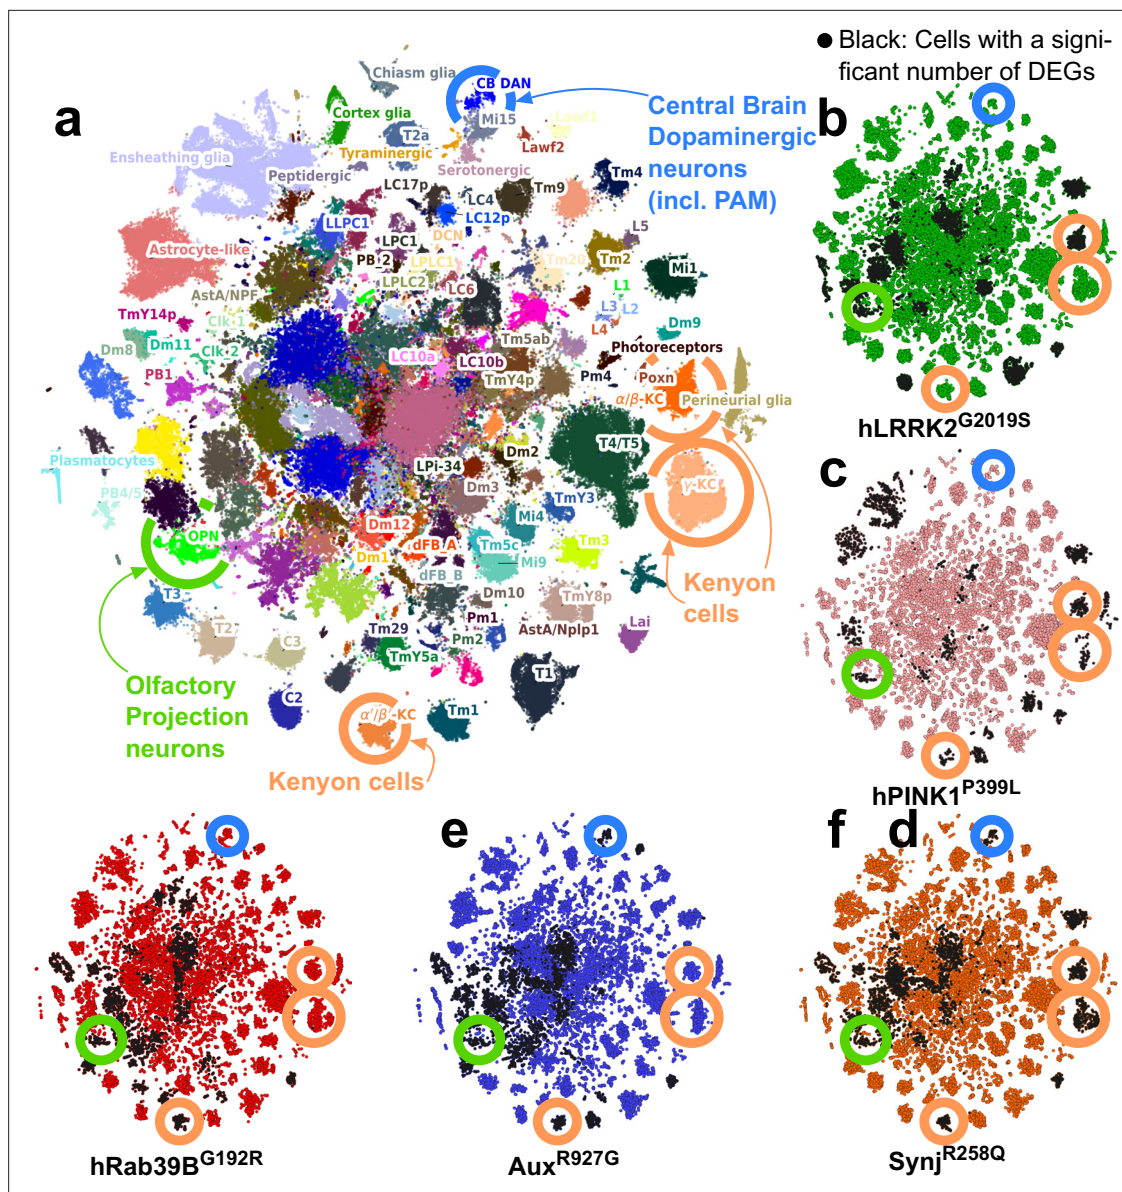 a
Chiasm glia
CB DAN
Cortex glia
T2a
Mi15
Lawf1
Lawf2
Tyraminergic
Ensheathing glia
Peptidergic
Serotonergic
Central Brain
Dopaminergic
neurons
(incl. PAM)
LC17p
LC4
Tm9
Tm4
LC12p
LLPC1
DCN
LPC1
L5
Astrocyte-like
PB_2
LPLC1
Tm20
Tm2
Mi1
LPLC2
LC6
L1
AstA/NPF
TmY14p
Clk_1
L3
L2
Dm8
Dm11
Clk_2
Tm5ab
L4
Dm9
LC10a
LC10b
Photoreceptors
PB1
TmY4p
Pm4
Poxn
α/β-KC
Perineurial glia
T4/T5
Plasmatocytes
LPi-34
Dm2
γ-KC
PB4/5
Dm3
TmY3
OPN
Dm12
Mi4
dFB_A
Tm5c
Tm3
Dm1
Mi9
dFB_B
Kenyon
cells
T3
Dm10
TmY8p
T2
Tm29
Pm1
AstA/Nplp1
Lai
C3
Pm2
TmY5a
T1
Olfactory
Projection
neurons
C2
α′/β′-KC
Tm1
Kenyon cells
Black: Cells with a signi-
ficant number of DEGs
b
hLRRK2G2019S
c
hPINK1P399L
e
f
d
hRab39BG192R
AuxR927G
SynjR258Q